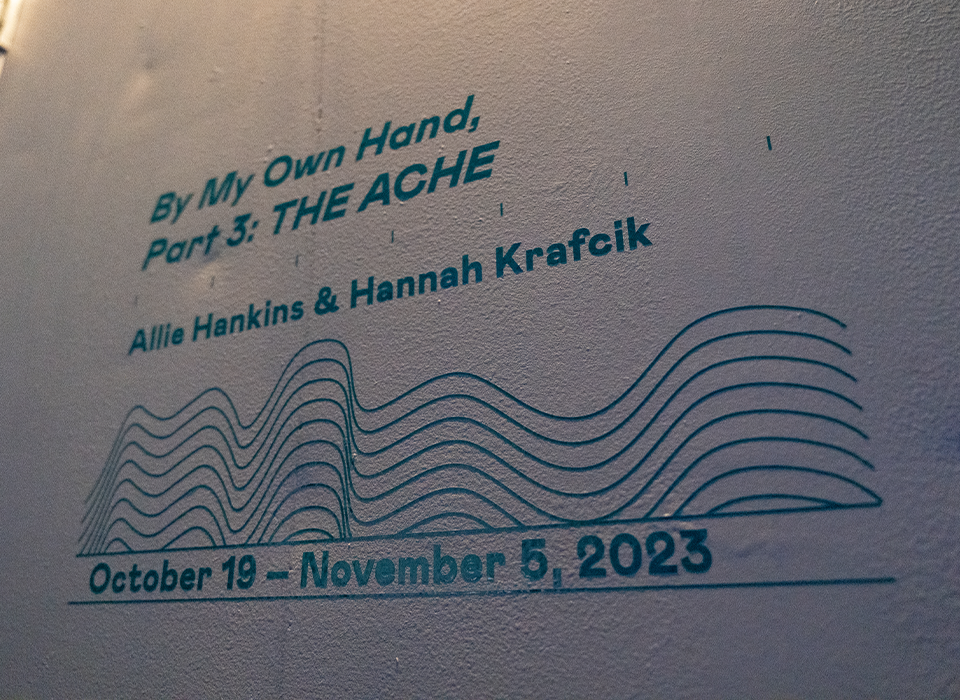 By My Own Hand,
Part 3: THE ACHE
Allie Hankins & Hannah Krafcik
October 19 – November 5, 2023